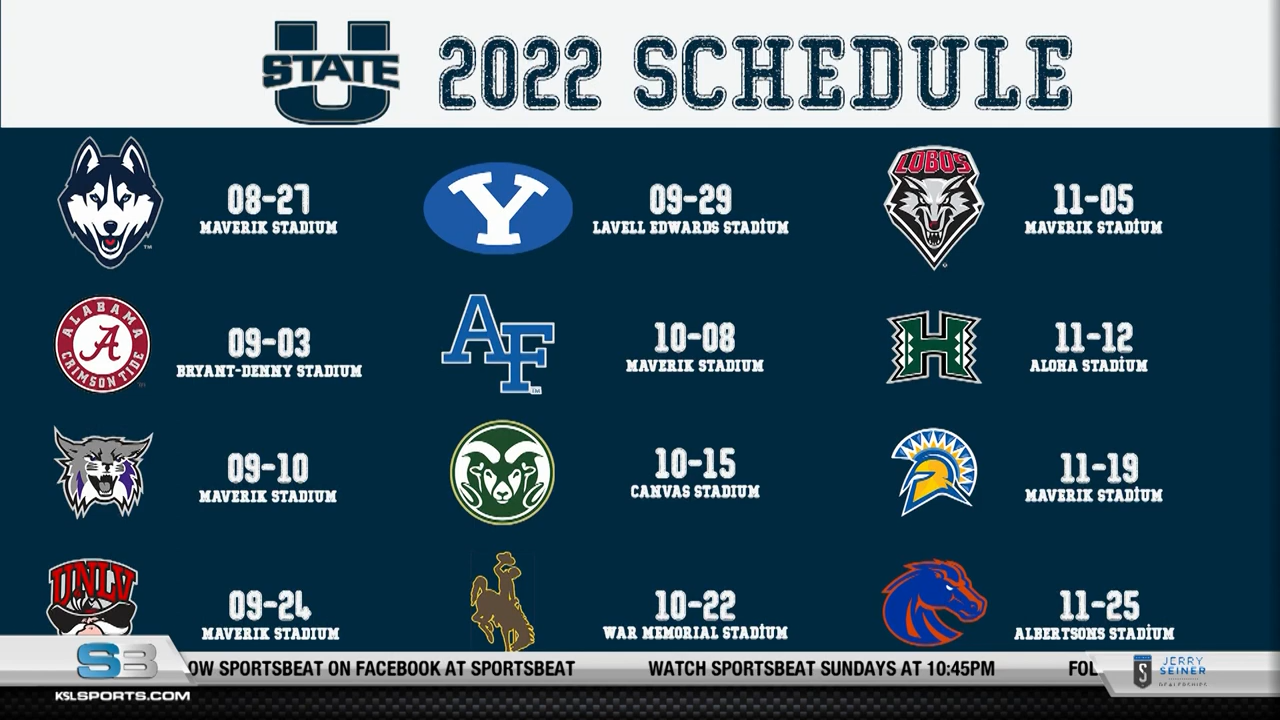 STATE
2022 SCHEDULE
08-27
MAVERIK STADIUM
ALABAMA
CRIMSON TIDE
09-03
BRYANT-DENNY STADIUM
09-10
MAVERIK STADIUM
UNLV
09-24
MAVERIK STADIUM
Y
09-29
LAVELL EDWARDS STADIUM
AF
10-08
MAVERIK STADIUM
10-15
CANVAS STADIUM
10-22
WAR MEMORIAL STADIUM
LOBOS
11-05
MAVERIK STADIUM
H
11-12
ALOHA STADIUM
11-19
MAVERIK STADIUM
11-25
ALBERTSONS STADIUM
SB
OW SPORTSBEAT ON FACEBOOK AT SPORTSBEAT WATCH SPORTSBEAT SUNDAYS AT 10:45PM FOL
JERRY
SEINER
DEALERSHIPS
KSLSPORTS.COM